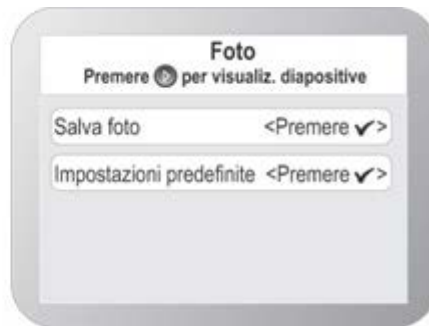 Foto
Premere per visualiz. diapositive
Salva foto <Premere ✔>
Impostazioni predefinite <Premere ✔>